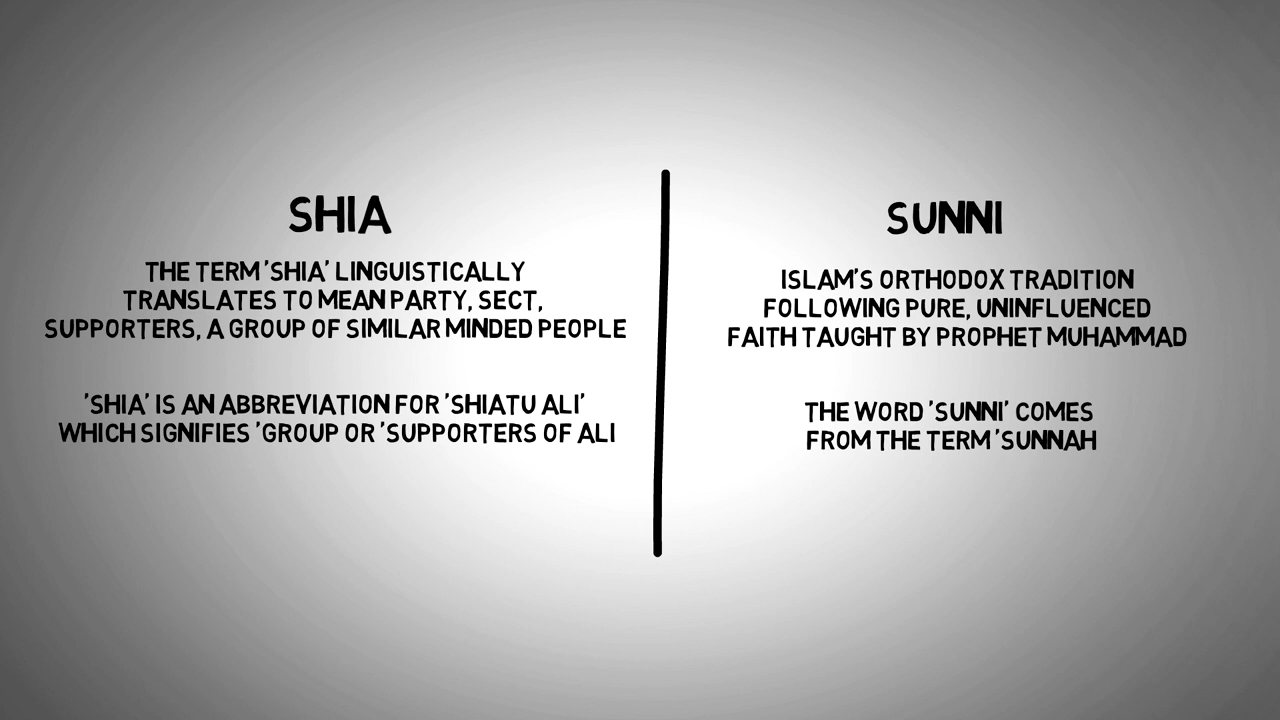 SHIA
THE TERM 'SHIA' LINGUISTICALLY
TRANSLATES TO MEAN PARTY, SECT,
SUPPORTERS, A GROUP OF SIMILAR MINDED PEOPLE
'SHIA' IS AN ABBREVIATION FOR 'SHIATU ALI'
WHICH SIGNIFIES 'GROUP OR 'SUPPORTERS OF ALI
SUNNI
ISLAM'S ORTHODOX TRADITION
FOLLOWING PURE, UNINFLUENCED
FAITH TAUGHT BY PROPHET MUHAMMAD
THE WORD 'SUNNI' COMES
FROM THE TERM 'SUNNAH